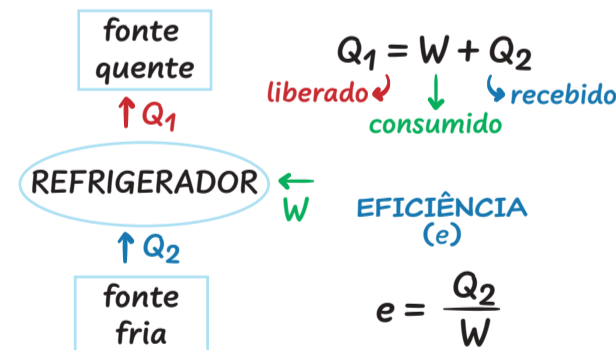 fonte
quente
Q₁ = W + Q₂
liberado
recebido
consumido
↑ Q₁
REFRIGERADOR
←
W
↑ Q₂
EFICIÊNCIA
(e)
fonte
fria
e = Q₂
W